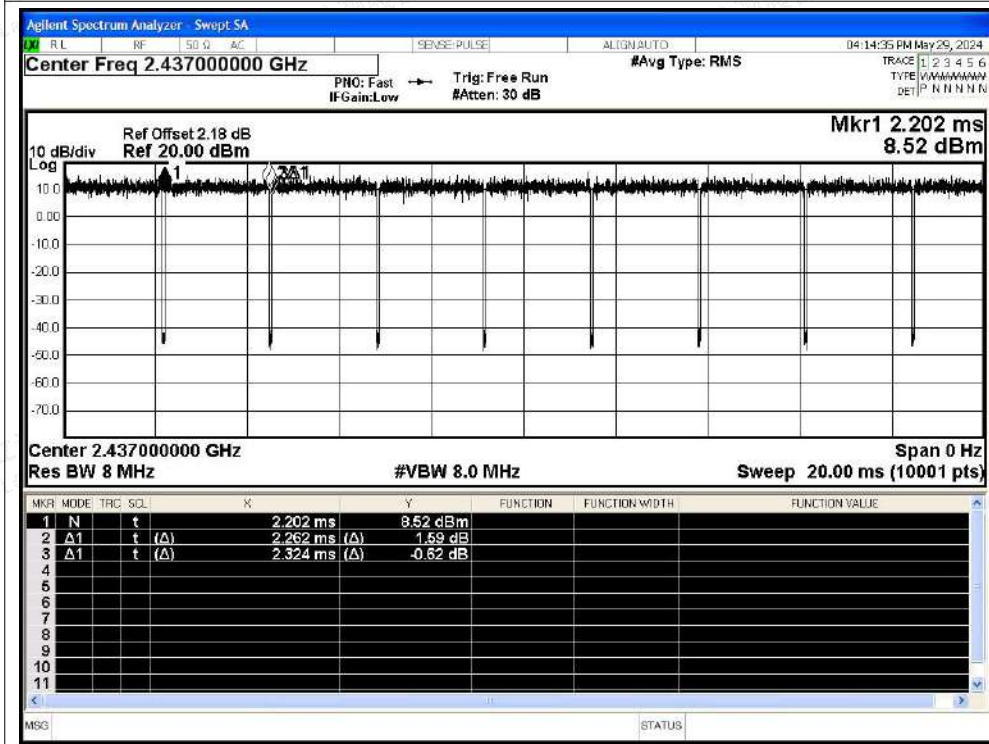 Agilent Spectrum Analyzer - Swept SA
LXI RL RF 50 Ω AC SENSE:PULSE ALIGN AUTO 04:14:35 PM May 29, 2024
Center Freq 2.437000000 GHz #Avg Type: RMS TRACE 1 2 3 4 5 6
PNO: Fast Trig: Free Run TYPE WWWWWWWW
IFGain:Low #Atten: 30 dB DET P N N N N N
Mkr1 2.202 ms
8.52 dBm
Ref Offset 2.18 dB
10 dB/div Ref 20.00 dBm
Log
1 3Δ1
10.0
0.00
-10.0
-20.0
-30.0
-40.0
-50.0
-60.0
-70.0
Center 2.437000000 GHz Span 0 Hz
Res BW 8 MHz #VBW 8.0 MHz Sweep 20.00 ms (10001 pts)
MKR MODE TRC SCL X Y FUNCTION FUNCTION WIDTH FUNCTION VALUE
1 N t 2.202 ms 8.52 dBm
2 Δ1 t (Δ) 2.262 ms (Δ) 1.59 dB
3 Δ1 t (Δ) 2.324 ms (Δ) -0.62 dB
4
5
6
7
8
9
10
11
MSG STATUS